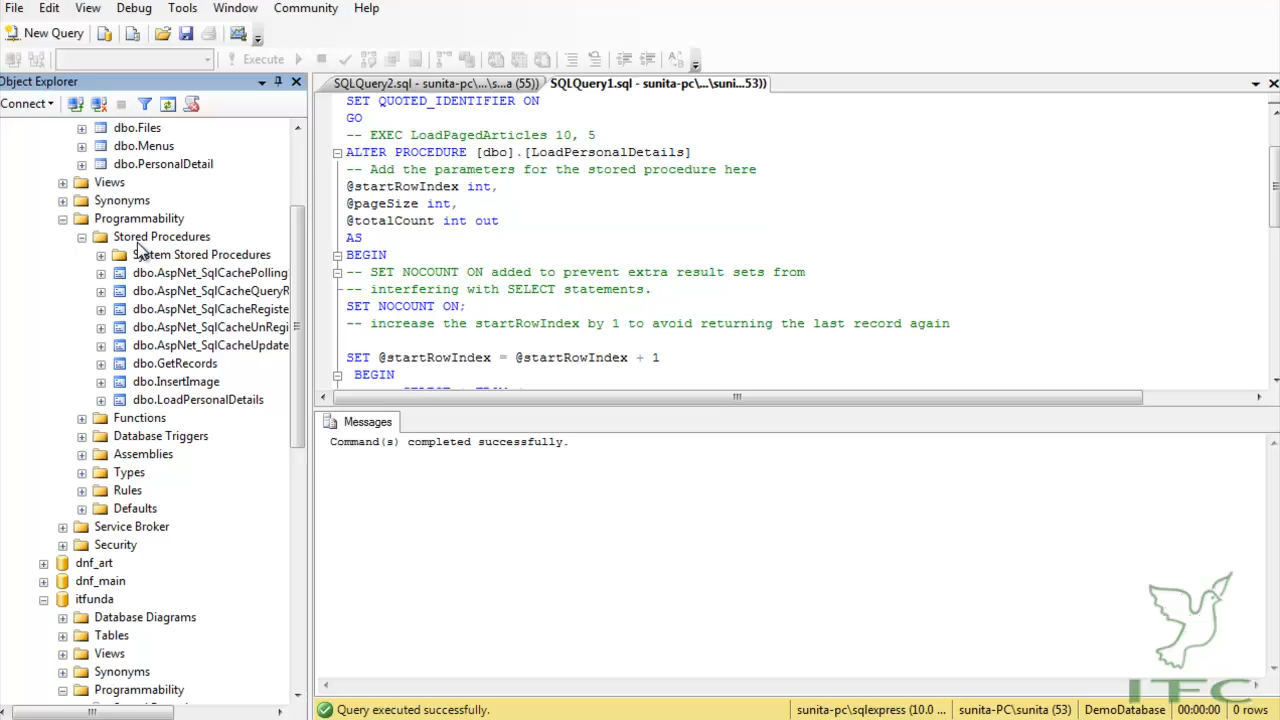 File Edit View Debug Tools Window Community Help
New Query
Execute
Object Explorer
SQLQuery2.sql - sunita-pc\...\s...a (55)) SQLQuery1.sql - sunita-pc\...\suni...53))
Connect
dbo.Files
dbo.Menus
dbo.PersonalDetail
Views
Synonyms
Programmability
Stored Procedures
System Stored Procedures
dbo.AspNet_SqlCachePolling
dbo.AspNet_SqlCacheQueryR
dbo.AspNet_SqlCacheRegiste
dbo.AspNet_SqlCacheUnRegi
dbo.AspNet_SqlCacheUpdate
dbo.GetRecords
dbo.InsertImage
dbo.LoadPersonalDetails
Functions
Database Triggers
Assemblies
Types
Rules
Defaults
Service Broker
Security
dnf_art
dnf_main
itfunda
Database Diagrams
Tables
Views
Synonyms
Programmability
SET QUOTED_IDENTIFIER ON
GO
-- EXEC LoadPagedArticles 10, 5
ALTER PROCEDURE [dbo].[LoadPersonalDetails]
-- Add the parameters for the stored procedure here
@startRowIndex int,
@pageSize int,
@totalCount int out
AS
BEGIN
-- SET NOCOUNT ON added to prevent extra result sets from
-- interfering with SELECT statements.
SET NOCOUNT ON;
-- increase the startRowIndex by 1 to avoid returning the last record again
SET @startRowIndex = @startRowIndex + 1
BEGIN
Messages
Command(s) completed successfully.
ITFC
Query executed successfully. sunita-pc\sqlexpress (10.0 ... sunita-PC\sunita (53) DemoDatabase 00:00:00 0 rows